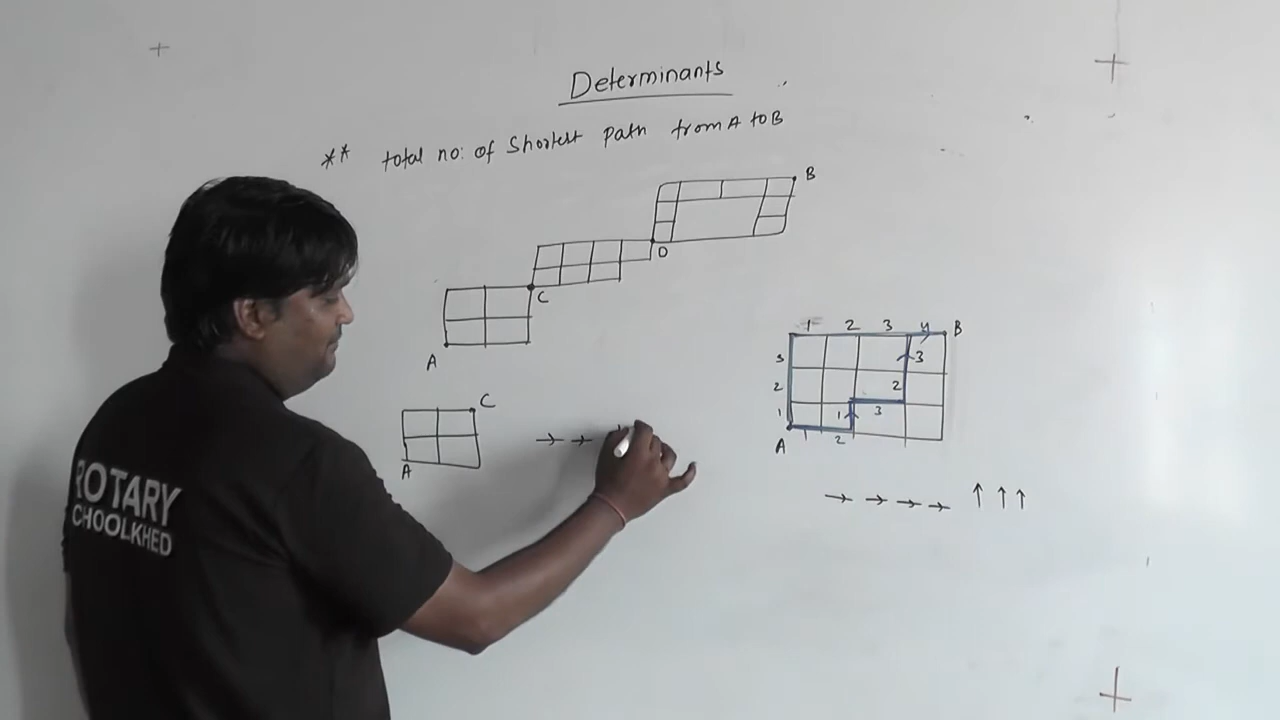 Determinants
** total no: of Shortest Path from A to B
B
D
C
A
C
A
1 2 3 4 B
3 3
2 2
1 1 3
A 1 2
→ → ↑
→ → → → ↑ ↑ ↑
ROTARY
CHOOLKHED